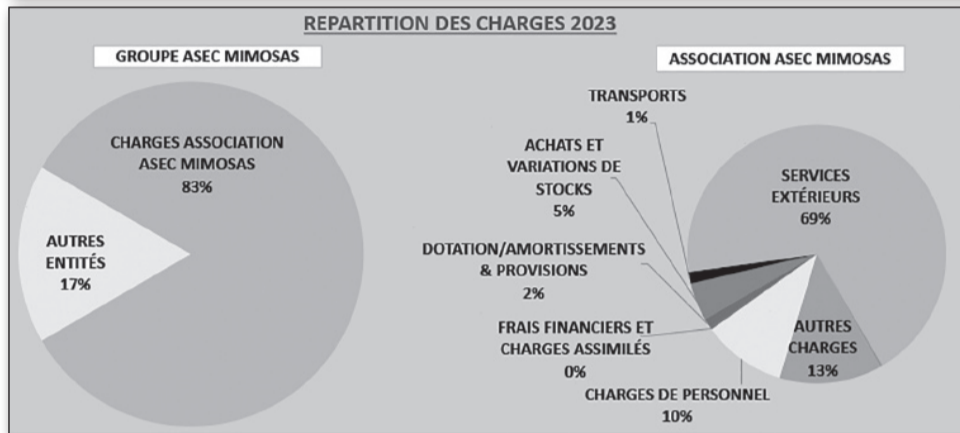 REPARTITION DES CHARGES 2023
GROUPE ASEC MIMOSAS
CHARGES ASSOCIATION
ASEC MIMOSAS
83%
AUTRES
ENTITÉS
17%
ASSOCIATION ASEC MIMOSAS
TRANSPORTS
1%
ACHATS ET
VARIATIONS DE
STOCKS
5%
DOTATION/AMORTISSEMENTS
& PROVISIONS
2%
FRAIS FINANCIERS ET
CHARGES ASSIMILÉS
0%
CHARGES DE PERSONNEL
10%
AUTRES
CHARGES
13%
SERVICES
EXTÉRIEURS
69%